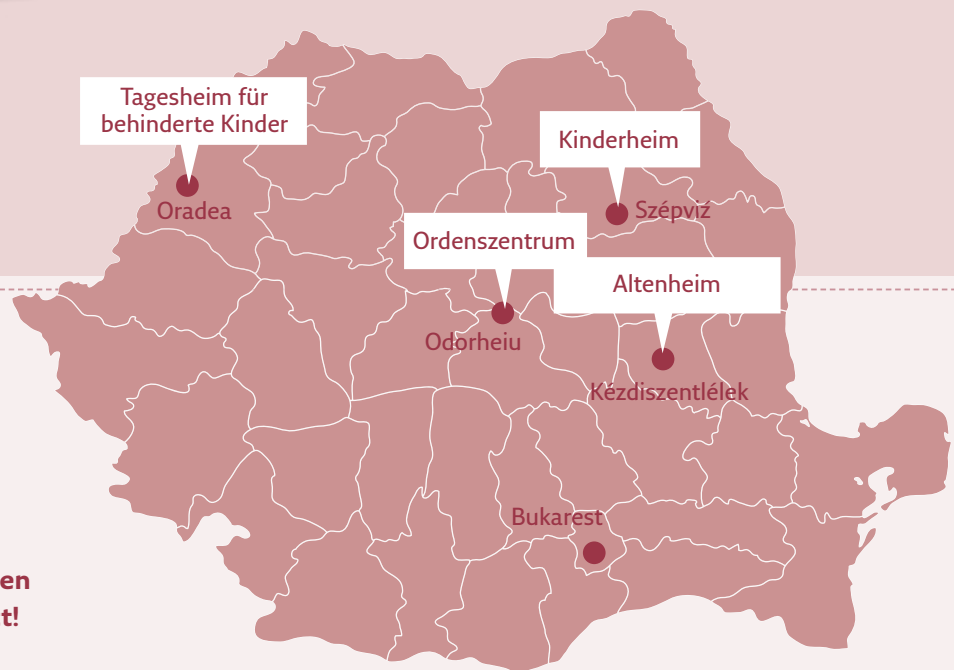 Tagesheim für
behinderte Kinder
Oradea
Kinderheim
Szépvíz
Ordenszentrum
Odorheiu
Altenheim
Kézdiszentlélek
Bukarest
en
t!